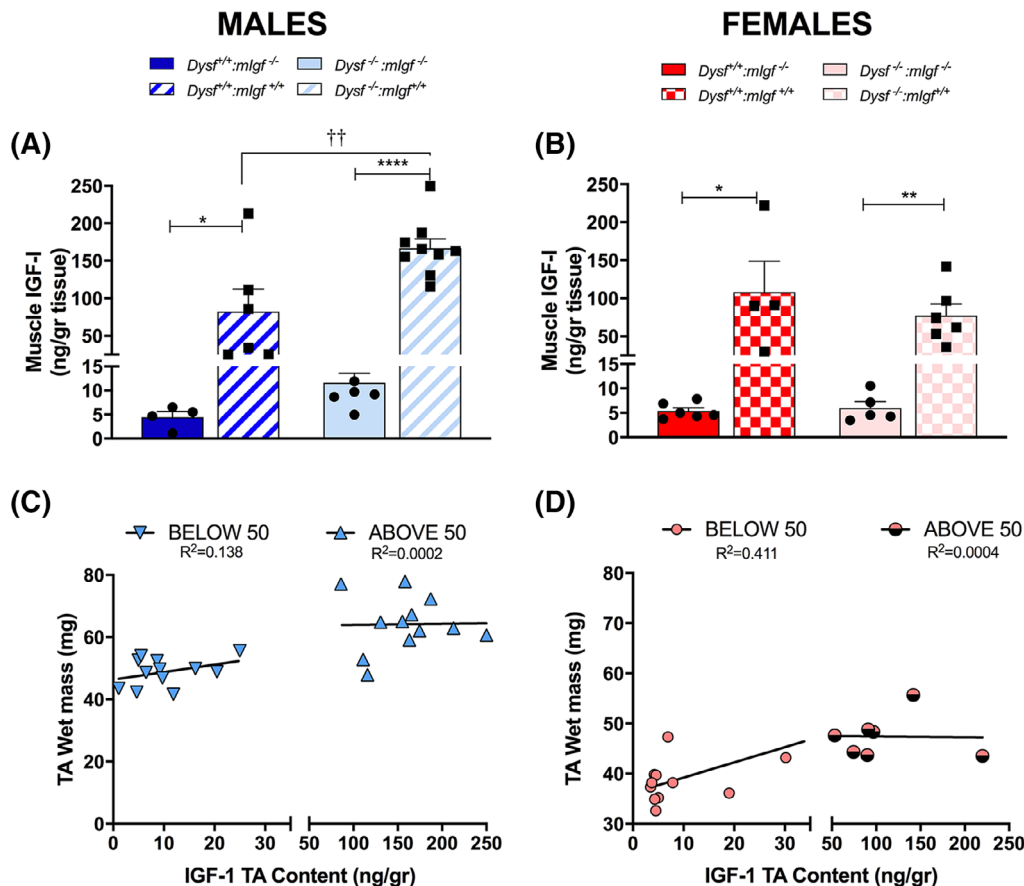 MALES
Dysf+/+:mIgf -/-
Dysf -/-:mIgf -/-
Dysf+/+:mIgf +/+
Dysf -/-:mIgf+/+
(A)
Muscle IGF-I
(ng/gr tissue)
250
200
150
100
50
15
10
5
0
*
††
****
FEMALES
Dysf+/+:mIgf -/-
Dysf -/-:mIgf -/-
Dysf+/+:mIgf +/+
Dysf -/-:mIgf+/+
(B)
Muscle IGF-I
(ng/gr tissue)
250
200
150
100
50
15
10
5
0
*
**
(C)
BELOW 50
R2=0.138
ABOVE 50
R2=0.0002
TA Wet mass (mg)
80
60
40
20
0
0 10 20 30 50 100 150 200 250
IGF-1 TA Content (ng/gr)
(D)
BELOW 50
R2=0.411
ABOVE 50
R2=0.0004
TA Wet mass (mg)
80
70
60
50
40
30
0 10 20 30 50 100 150 200 250
IGF-1 TA Content (ng/gr)